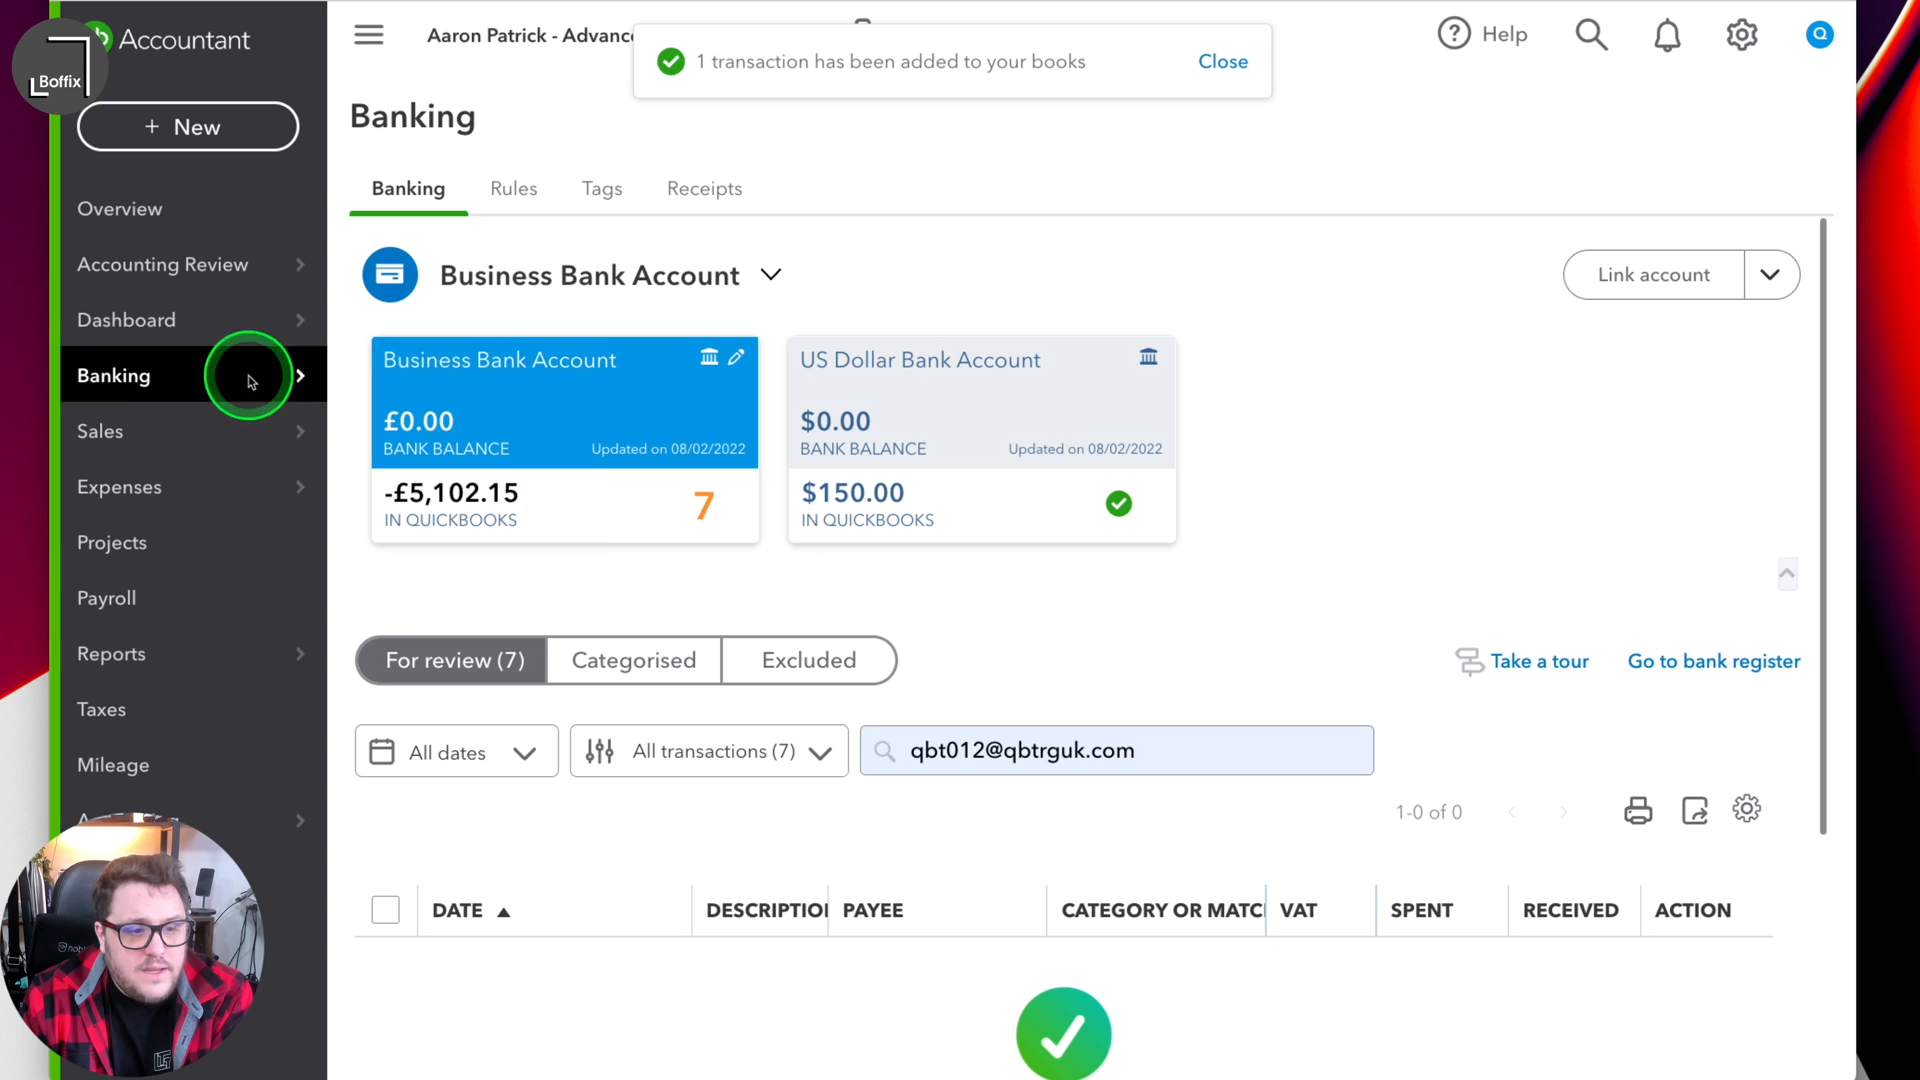 Accountant
Boffix
+ New
Overview
Accounting Review
Dashboard
Banking
Sales
Expenses
Projects
Payroll
Reports
Taxes
Mileage
Aaron Patrick - Advanc
1 transaction has been added to your books
Close
Help
Banking
Banking
Rules
Tags
Receipts
Business Bank Account
Link account
Business Bank Account
£0.00
BANK BALANCE
Updated on 08/02/2022
-£5,102.15
IN QUICKBOOKS
7
US Dollar Bank Account
$0.00
BANK BALANCE
Updated on 08/02/2022
$150.00
IN QUICKBOOKS
For review (7)
Categorised
Excluded
Take a tour
Go to bank register
All dates
All transactions (7)
qbt012@qbtrguk.com
1-0 of 0
DATE
DESCRIPTIO
PAYEE
CATEGORY OR MATC
VAT
SPENT
RECEIVED
ACTION